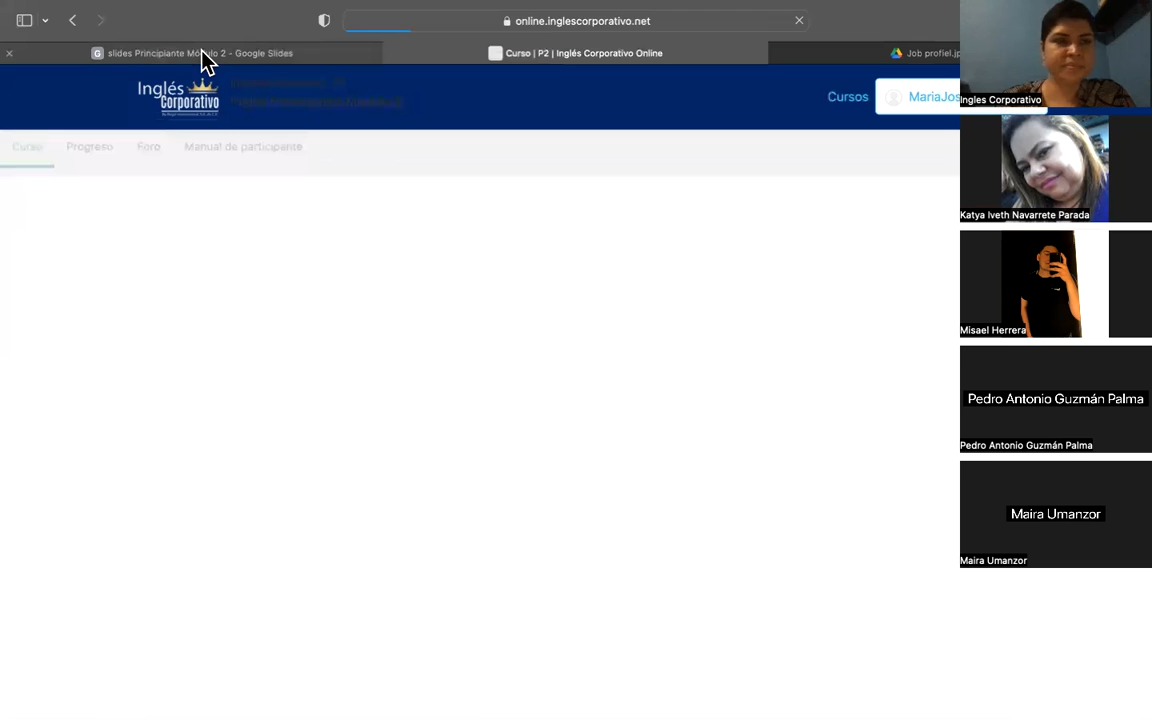 online.inglescorporativo.net
slides Principiante Módulo 2 - Google Slides
Curso | P2 | Inglés Corporativo Online
Job profiel.jp
Inglés
Corporativo
Cursos
MariaJos
Curso
Progreso
Foro
Manual de participante
Ingles Corporativo
Katya Iveth Navarrete Parada
Misael Herrera
Pedro Antonio Guzmán Palma
Pedro Antonio Guzmán Palma
Maira Umanzor
Maira Umanzor